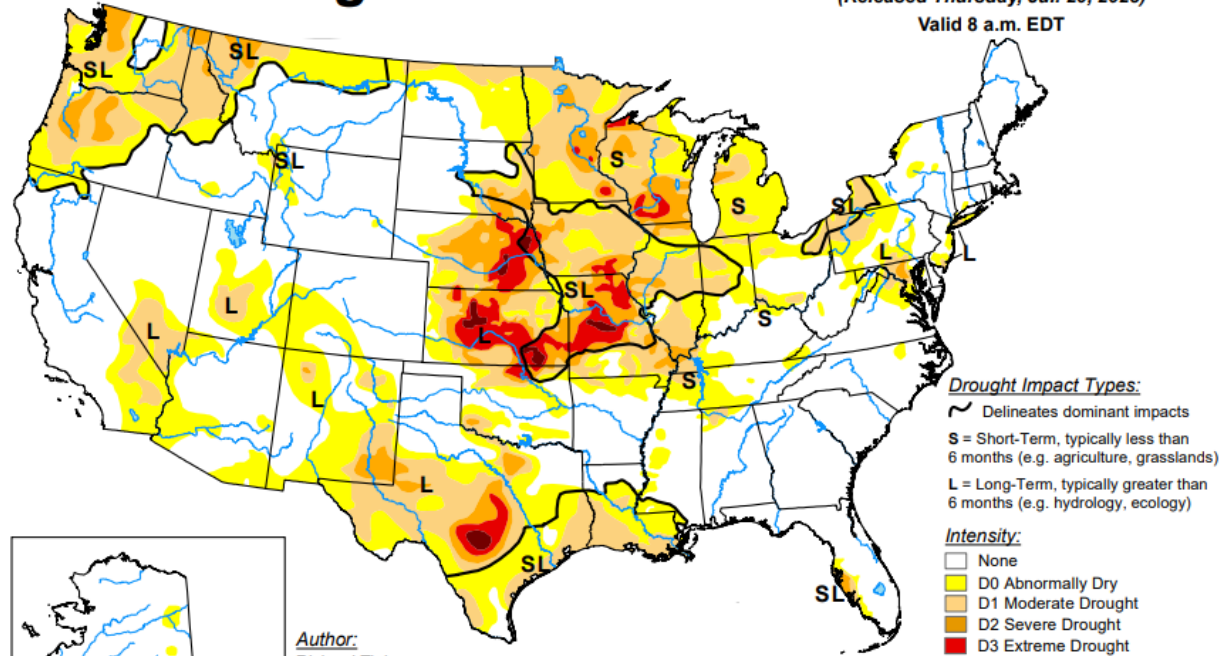 Valid 8 a.m. EDT
SL
SL
SL
S
S
SL
L
L
L
L
L
SL
S
S
L
L
SL
SL
Drought Impact Types:
Delineates dominant impacts
S = Short-Term, typically less than
6 months (e.g. agriculture, grasslands)
L = Long-Term, typically greater than
6 months (e.g. hydrology, ecology)
Intensity:
None
D0 Abnormally Dry
D1 Moderate Drought
D2 Severe Drought
D3 Extreme Drought
Author: